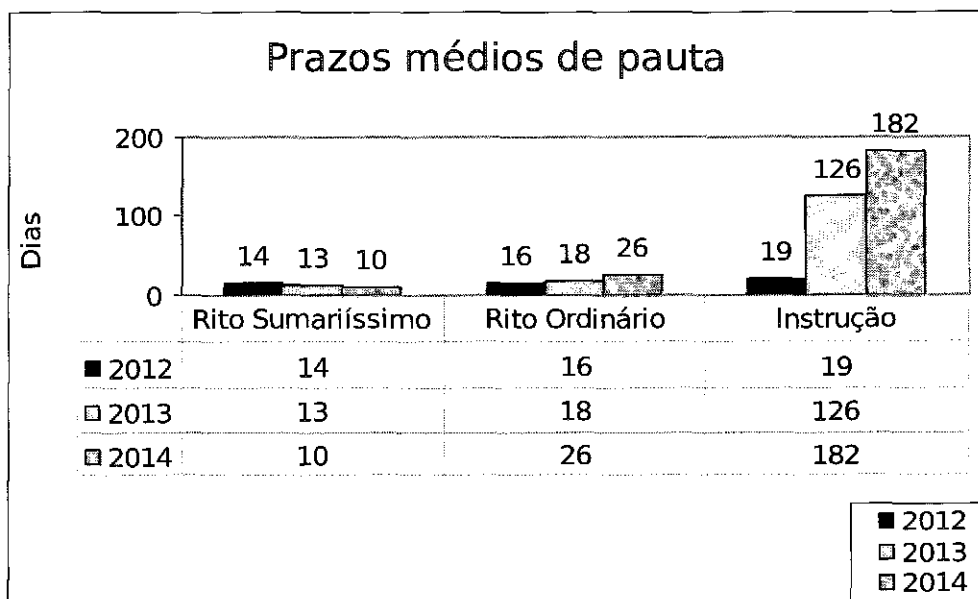 Prazos médios de pauta
Dias
200
100
0
14 13 10
16 18 26
19 126 182
Rito Sumariíssimo Rito Ordinário Instrução
2012 14 16 19
2013 13 18 126
2014 10 26 182
2012
2013
2014